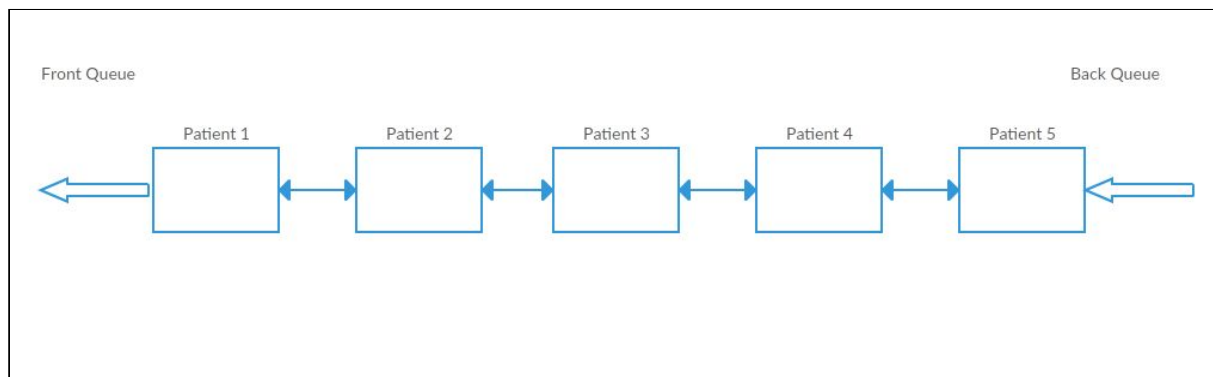 Front Queue
Back Queue
Patient 1
Patient 2
Patient 3
Patient 4
Patient 5